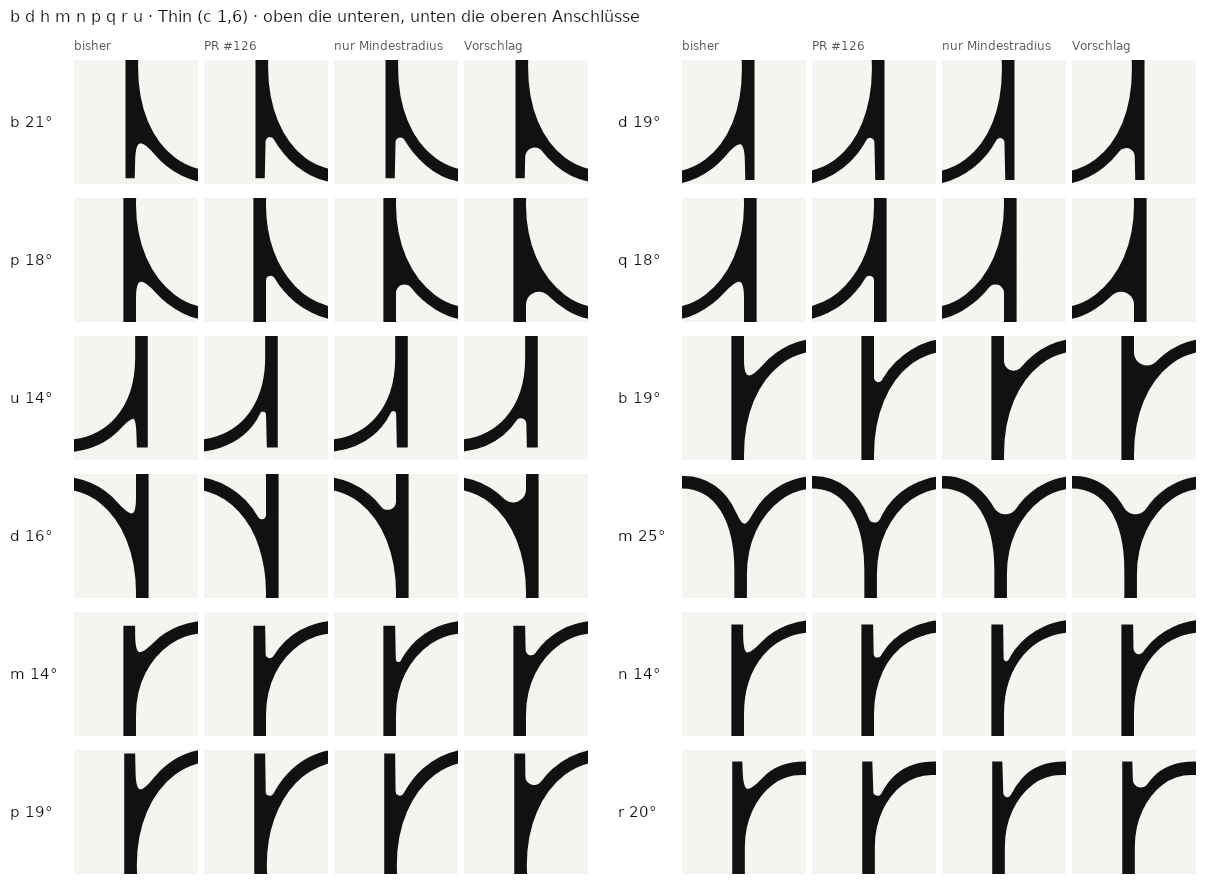 b d h m n p q r u · Thin (c 1,6) · oben die unteren, unten die oberen Anschlüsse
bisher PR #126 nur Mindestradius Vorschlag bisher PR #126 nur Mindestradius Vorschlag
b 21° d 19°
p 18° q 18°
u 14° b 19°
d 16° m 25°
m 14° n 14°
p 19° r 20°